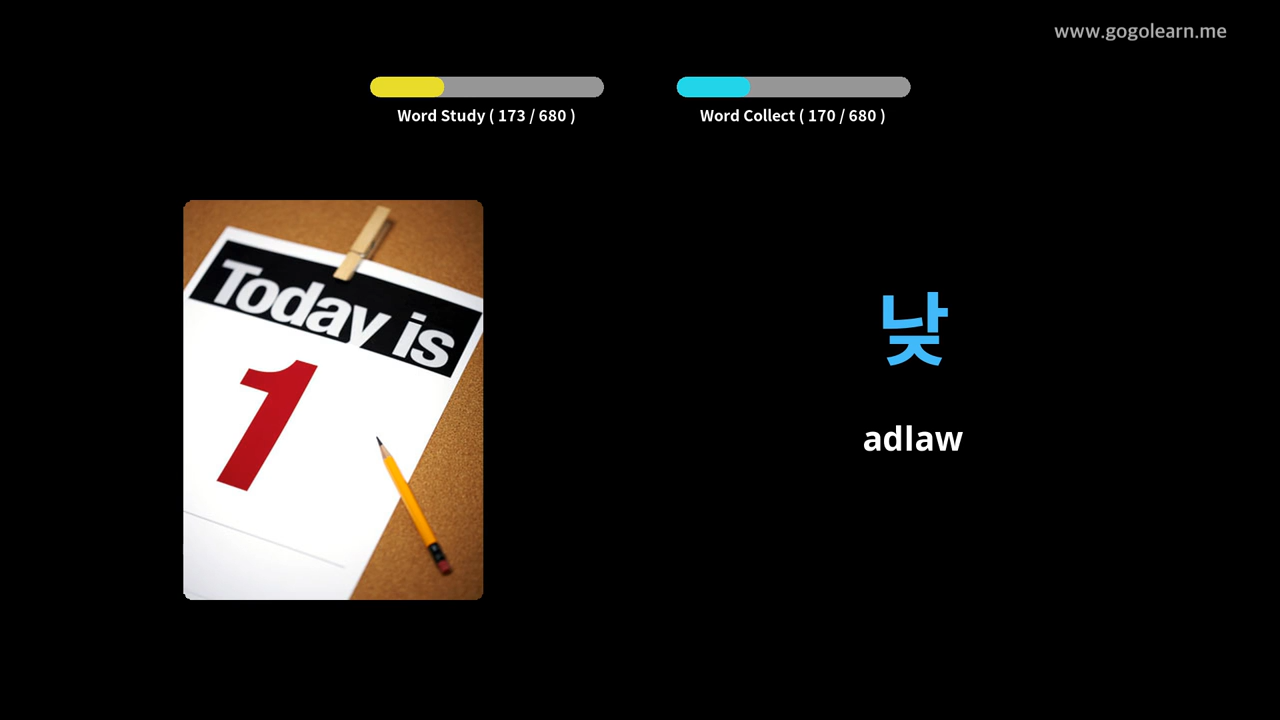 www.gogolearn.me
Word Study ( 173 / 680 )
Word Collect ( 170 / 680 )
Today is
1
낮
adlaw